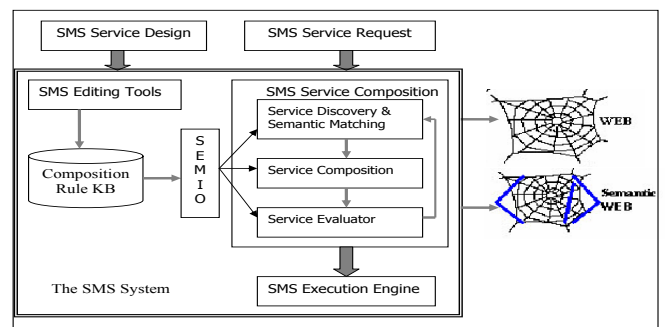 SMS Service Design
SMS Service Request
SMS Editing Tools
SMS Service Composition
Service Discovery &
Semantic Matching
Composition
Rule KB
S
E
M
I
O
Service Composition
Service Evaluator
The SMS System
SMS Execution Engine
WEB
Semantic
WEB